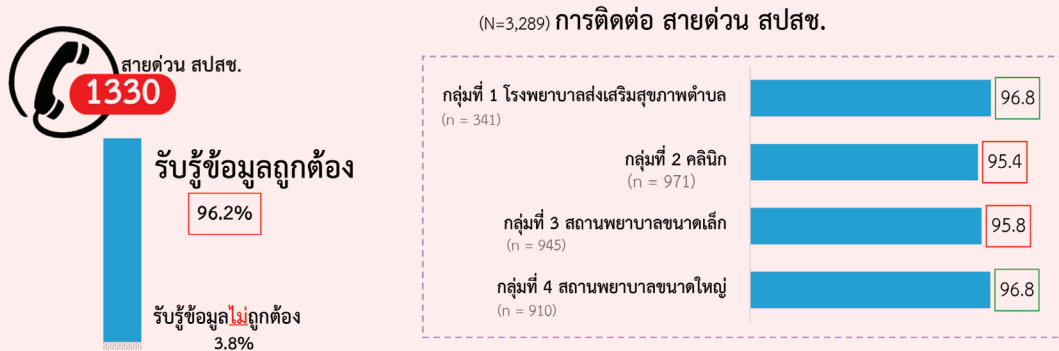 (N=3,289) การติดต่อ สายด่วน สปสช.
สายด่วน สปสช.
1330
รับรู้ข้อมูลถูกต้อง
96.2%
รับรู้ข้อมูลไม่ถูกต้อง
3.8%
กลุ่มที่ 1 โรงพยาบาลส่งเสริมสุขภาพตำบล
(n = 341)
96.8
กลุ่มที่ 2 คลินิก
(n = 971)
95.4
กลุ่มที่ 3 สถานพยาบาลขนาดเล็ก
(n = 945)
95.8
กลุ่มที่ 4 สถานพยาบาลขนาดใหญ่
(n = 910)
96.8